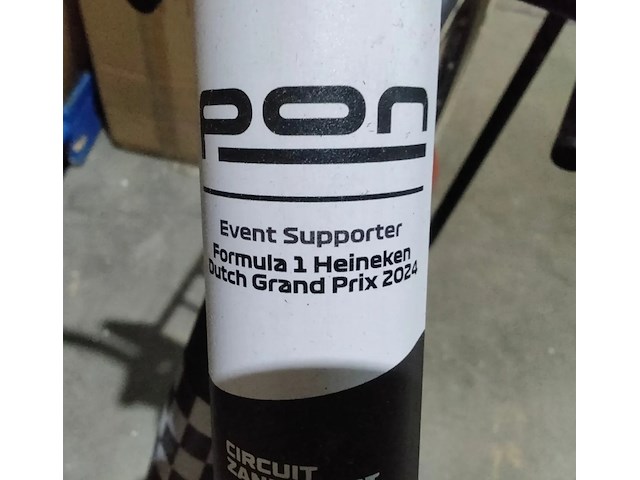 pon
Event Supporter
Formula 1 Heineken
Dutch Grand Prix 2024
CIRCUIT